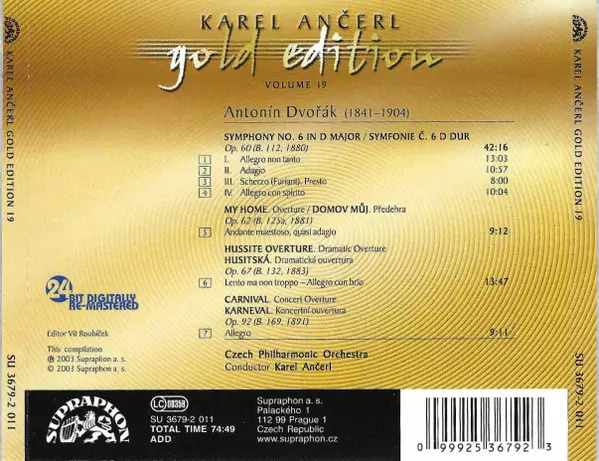 KAREL ANČERL
gold edition
VOLUME 19
Antonín Dvořák (1841–1904)
SYMPHONY NO. 6 IN D MAJOR / SYMFONIE Č. 6 D DUR
Op. 60 (B. 112, 1880) 42:16
1 I. Allegro non tanto 13:03
2 II. Adagio 10:57
3 III. Scherzo (Furiant). Presto 8:00
4 IV. Allegro con spirito 10:04
MY HOME. Overture / DOMOV MŮJ. Předehra
Op. 62 (B. 125a, 1881)
5 Andante maestoso, quasi adagio 9:12
HUSSITE OVERTURE. Dramatic Overture
HUSITSKÁ. Dramatická ouvertura
Op. 67 (B. 132, 1883)
6 Lento ma non troppo – Allegro con brio 13:47
CARNIVAL. Concert Overture
KARNEVAL. Koncertní ouvertura
Op. 92 (B. 169, 1891)
7 Allegro 9:11
Czech Philharmonic Orchestra
Conductor Karel Ančerl
24
BIT DIGITALLY
RE-MASTERED
Editor Vít Roubíček
This compilation
℗ 2003 Supraphon a. s.
© 2003 Supraphon a. s.
SUPRAPHON
LC 00358
SU 3679-2 011
TOTAL TIME 74:49
ADD
Supraphon a. s.
Palackého 1
112 99 Prague 1
Czech Republic
www.supraphon.cz
0 99925 36792 3
KAREL ANČERL GOLD EDITION 19
SU 3679-2 011
KAREL ANČERL GOLD EDITION 19
SU 3679-2 011